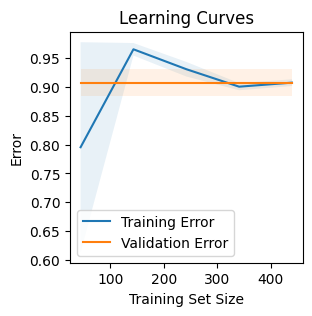 Learning Curves
0.95
0.90
0.85
0.80
0.75
0.70
0.65
0.60
Error
Training Error
Validation Error
100 200 300 400
Training Set Size